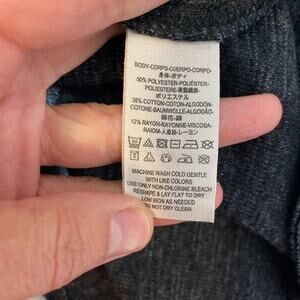 BODY-CORPS-CUERPO-CORPO-
身体-ボディ
50% POLYESTER-POLIÉSTER-
POLYESTERE-聚酯纖維-
ポリエステル
38% COTTON-COTON-ALGODÓN-
COTONE-BAUMWOLLE-ALGODÃO-
棉花-綿
12% RAYON-RAYONNE-VISCOSA-
RAIOM-人造絲-レーヨン
MACHINE WASH COLD GENTLE
WITH LIKE COLORS
USE ONLY NON-CHLORINE BLEACH
RESHAPE & LAY FLAT TO DRY
LOW IRON AS NEEDED
DO NOT DRY CLEAN